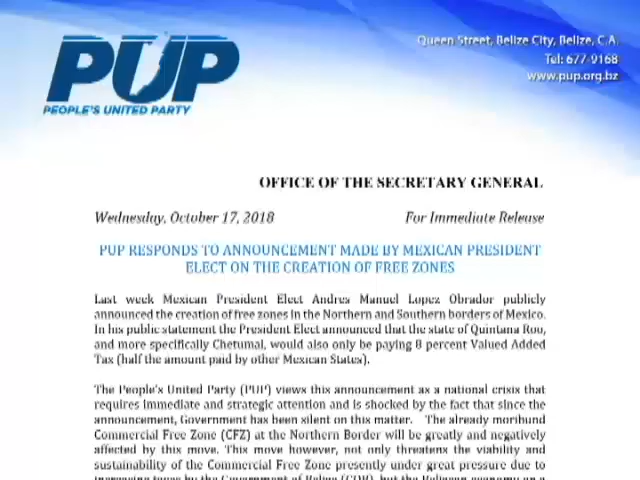 PUP
PEOPLE'S UNITED PARTY
Queen Street, Belize City, Belize, C.A.
Tel: 677-9168
www.pup.org.bz
OFFICE OF THE SECRETARY GENERAL
Wednesday, October 17, 2018 For Immediate Release
PUP RESPONDS TO ANNOUNCEMENT MADE BY MEXICAN PRESIDENT
ELECT ON THE CREATION OF FREE ZONES
Last week Mexican President Elect Andres Manuel Lopez Obrador publicly
announced the creation of free zones in the Northern and Southern borders of Mexico.
In his public statement the President Elect announced that the state of Quintana Roo,
and more specifically Chetumal, would also only be paying 8 percent Valued Added
Tax (half the amount paid by other Mexican States).
The People's United Party (PUP) views this announcement as a national crisis that
requires immediate and strategic attention and is shocked by the fact that since the
announcement, Government has been silent on this matter. The already moribund
Commercial Free Zone (CFZ) at the Northern Border will be greatly and negatively
affected by this move. This move however, not only threatens the viability and
sustainability of the Commercial Free Zone presently under great pressure due to